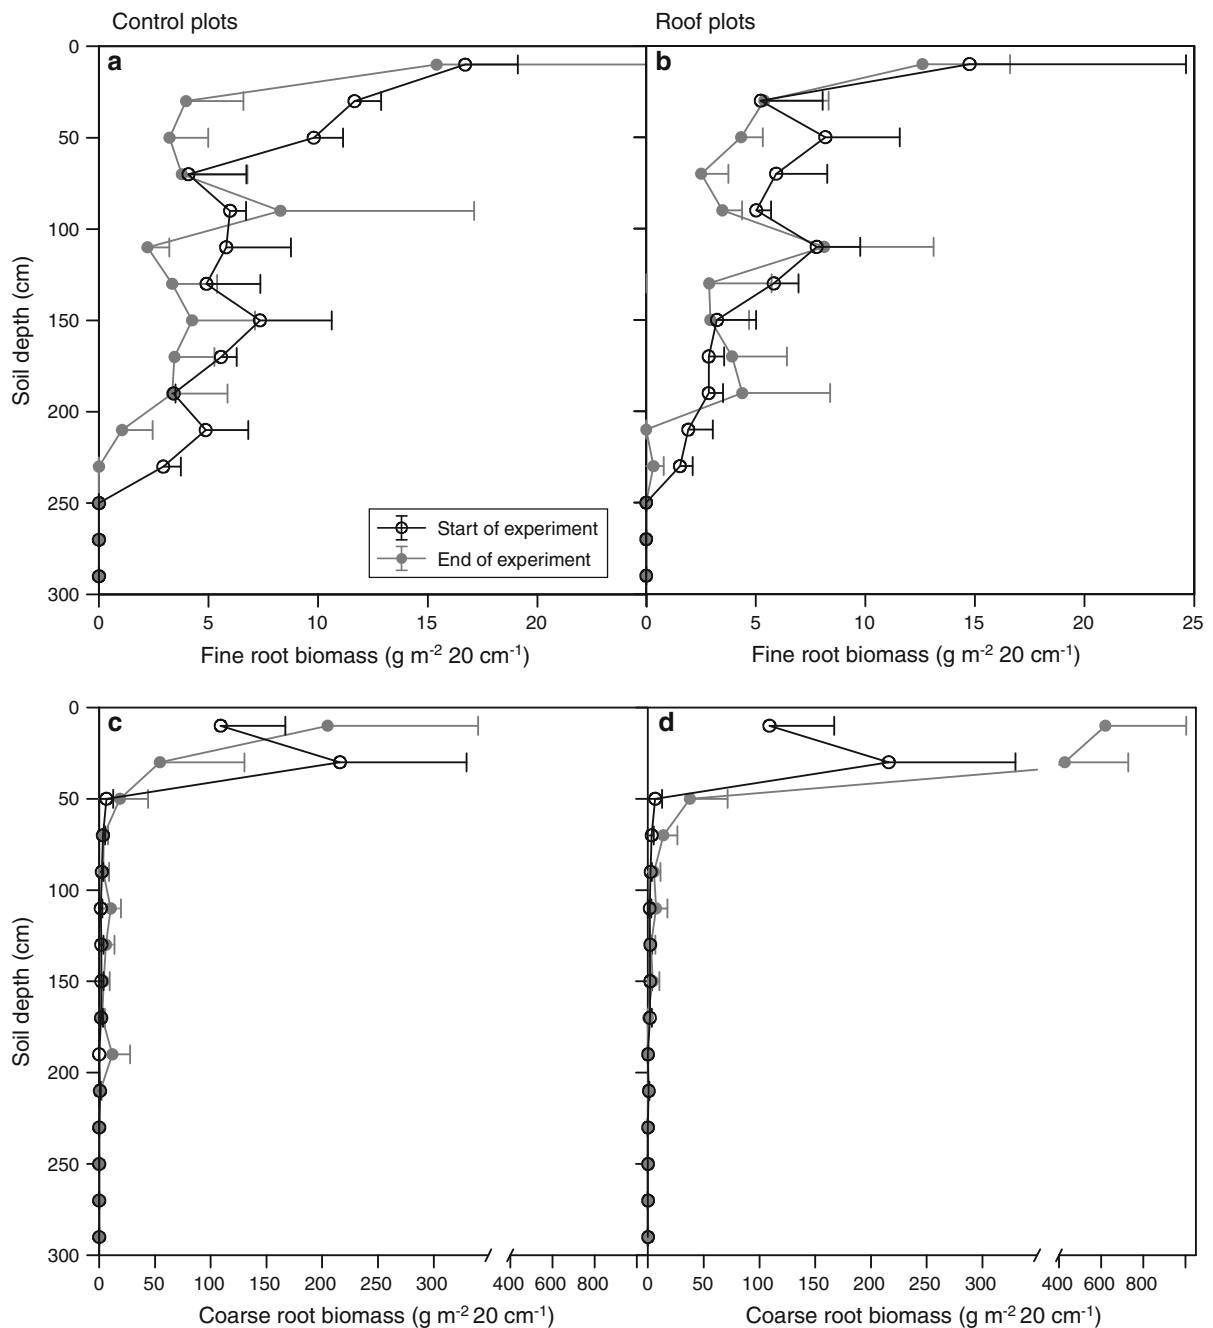 Control plots
Roof plots
a
b
0
50
100
150
200
250
300
Soil depth (cm)
Start of experiment
End of experiment
0 5 10 15 20
0 5 10 15 20 25
Fine root biomass (g m-2 20 cm-1)
Fine root biomass (g m-2 20 cm-1)
c
d
0
50
100
150
200
250
300
Soil depth (cm)
0 50 100 150 200 250 300 400 600 800
0 50 100 150 200 250 300 400 600 800
Coarse root biomass (g m-2 20 cm-1)
Coarse root biomass (g m-2 20 cm-1)